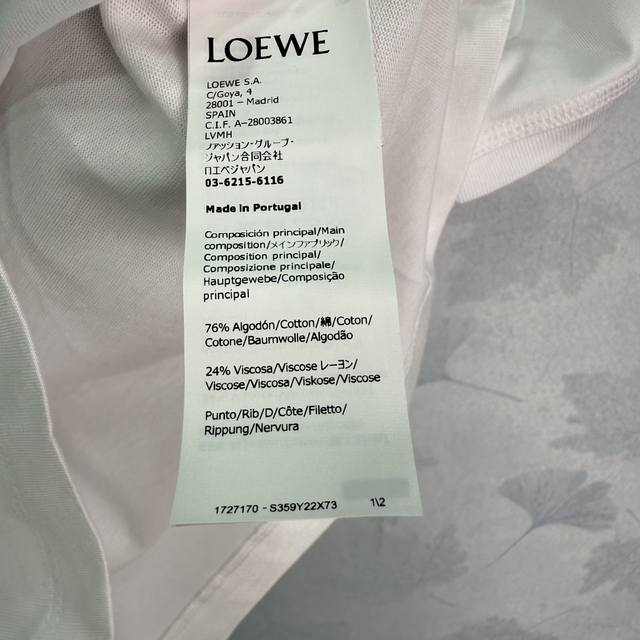 LOEWE
LOEWE S.A.
C/Goya, 4
28001 – Madrid
SPAIN
C.I.F. A–28003861
LVMH
ファッション・グループ・
ジャパン合同会社
ロエベジャパン
03-6215-6116
Made in Portugal
Composición principal/Main
composition/メインファブリック/
Composition principal/
Composizione principale/
Hauptgewebe/Composição
principal
76% Algodón/Cotton/綿/Coton/
Cotone/Baumwolle/Algodão
24% Viscosa/Viscose レーヨン/
Viscose/Viscosa/Viskose/Viscose
Punto/Rib/D/Côte/Filetto/
Rippung/Nervura
1727170 - S359Y22X73 1\2